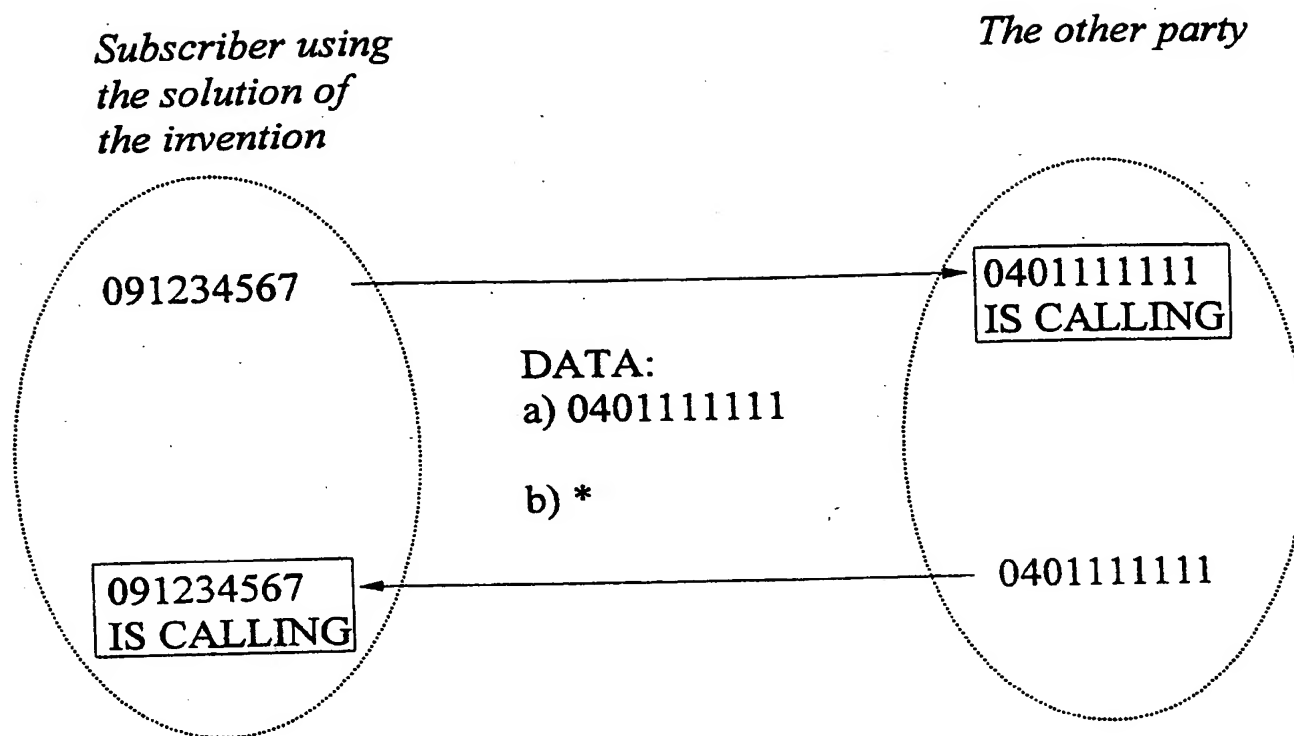 Subscriber using
the solution of
the invention
The other party
091234567
0401111111
IS CALLING
DATA:
a) 0401111111
b) *
091234567
IS CALLING
0401111111